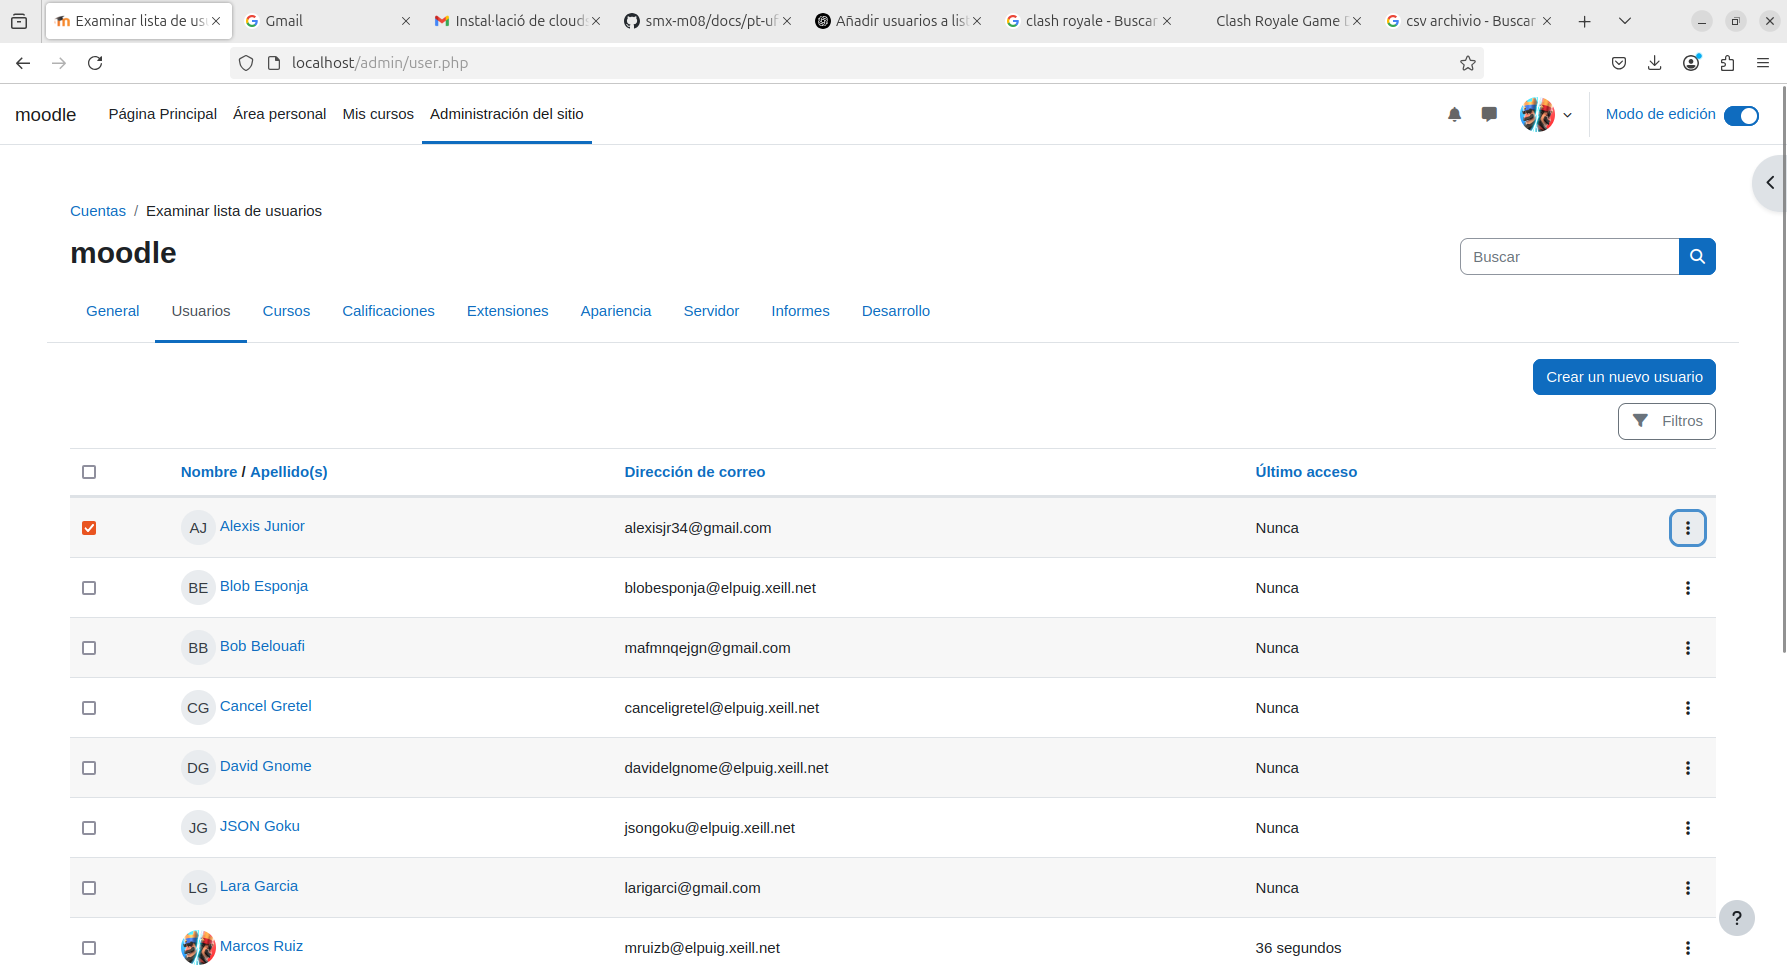 Examinar lista de us
Gmail
Instal·lació de clouds
smx-m08/docs/pt-uf
Añadir usuarios a list
clash royale - Buscar
Clash Royale Game D
csv archivio - Buscar
localhost/admin/user.php
moodle
Página Principal
Área personal
Mis cursos
Administración del sitio
Modo de edición
Cuentas / Examinar lista de usuarios
moodle
Buscar
General
Usuarios
Cursos
Calificaciones
Extensiones
Apariencia
Servidor
Informes
Desarrollo
Crear un nuevo usuario
Filtros
Nombre / Apellido(s) Dirección de correo Último acceso
AJ Alexis Junior alexisjr34@gmail.com Nunca
BE Blob Esponja blobesponja@elpuig.xeill.net Nunca
BB Bob Belouafi mafmnqejgn@gmail.com Nunca
CG Cancel Gretel canceligretel@elpuig.xeill.net Nunca
DG David Gnome davidelgnome@elpuig.xeill.net Nunca
JG JSON Goku jsongoku@elpuig.xeill.net Nunca
LG Lara Garcia larigarci@gmail.com Nunca
Marcos Ruiz mruizb@elpuig.xeill.net 36 segundos
?